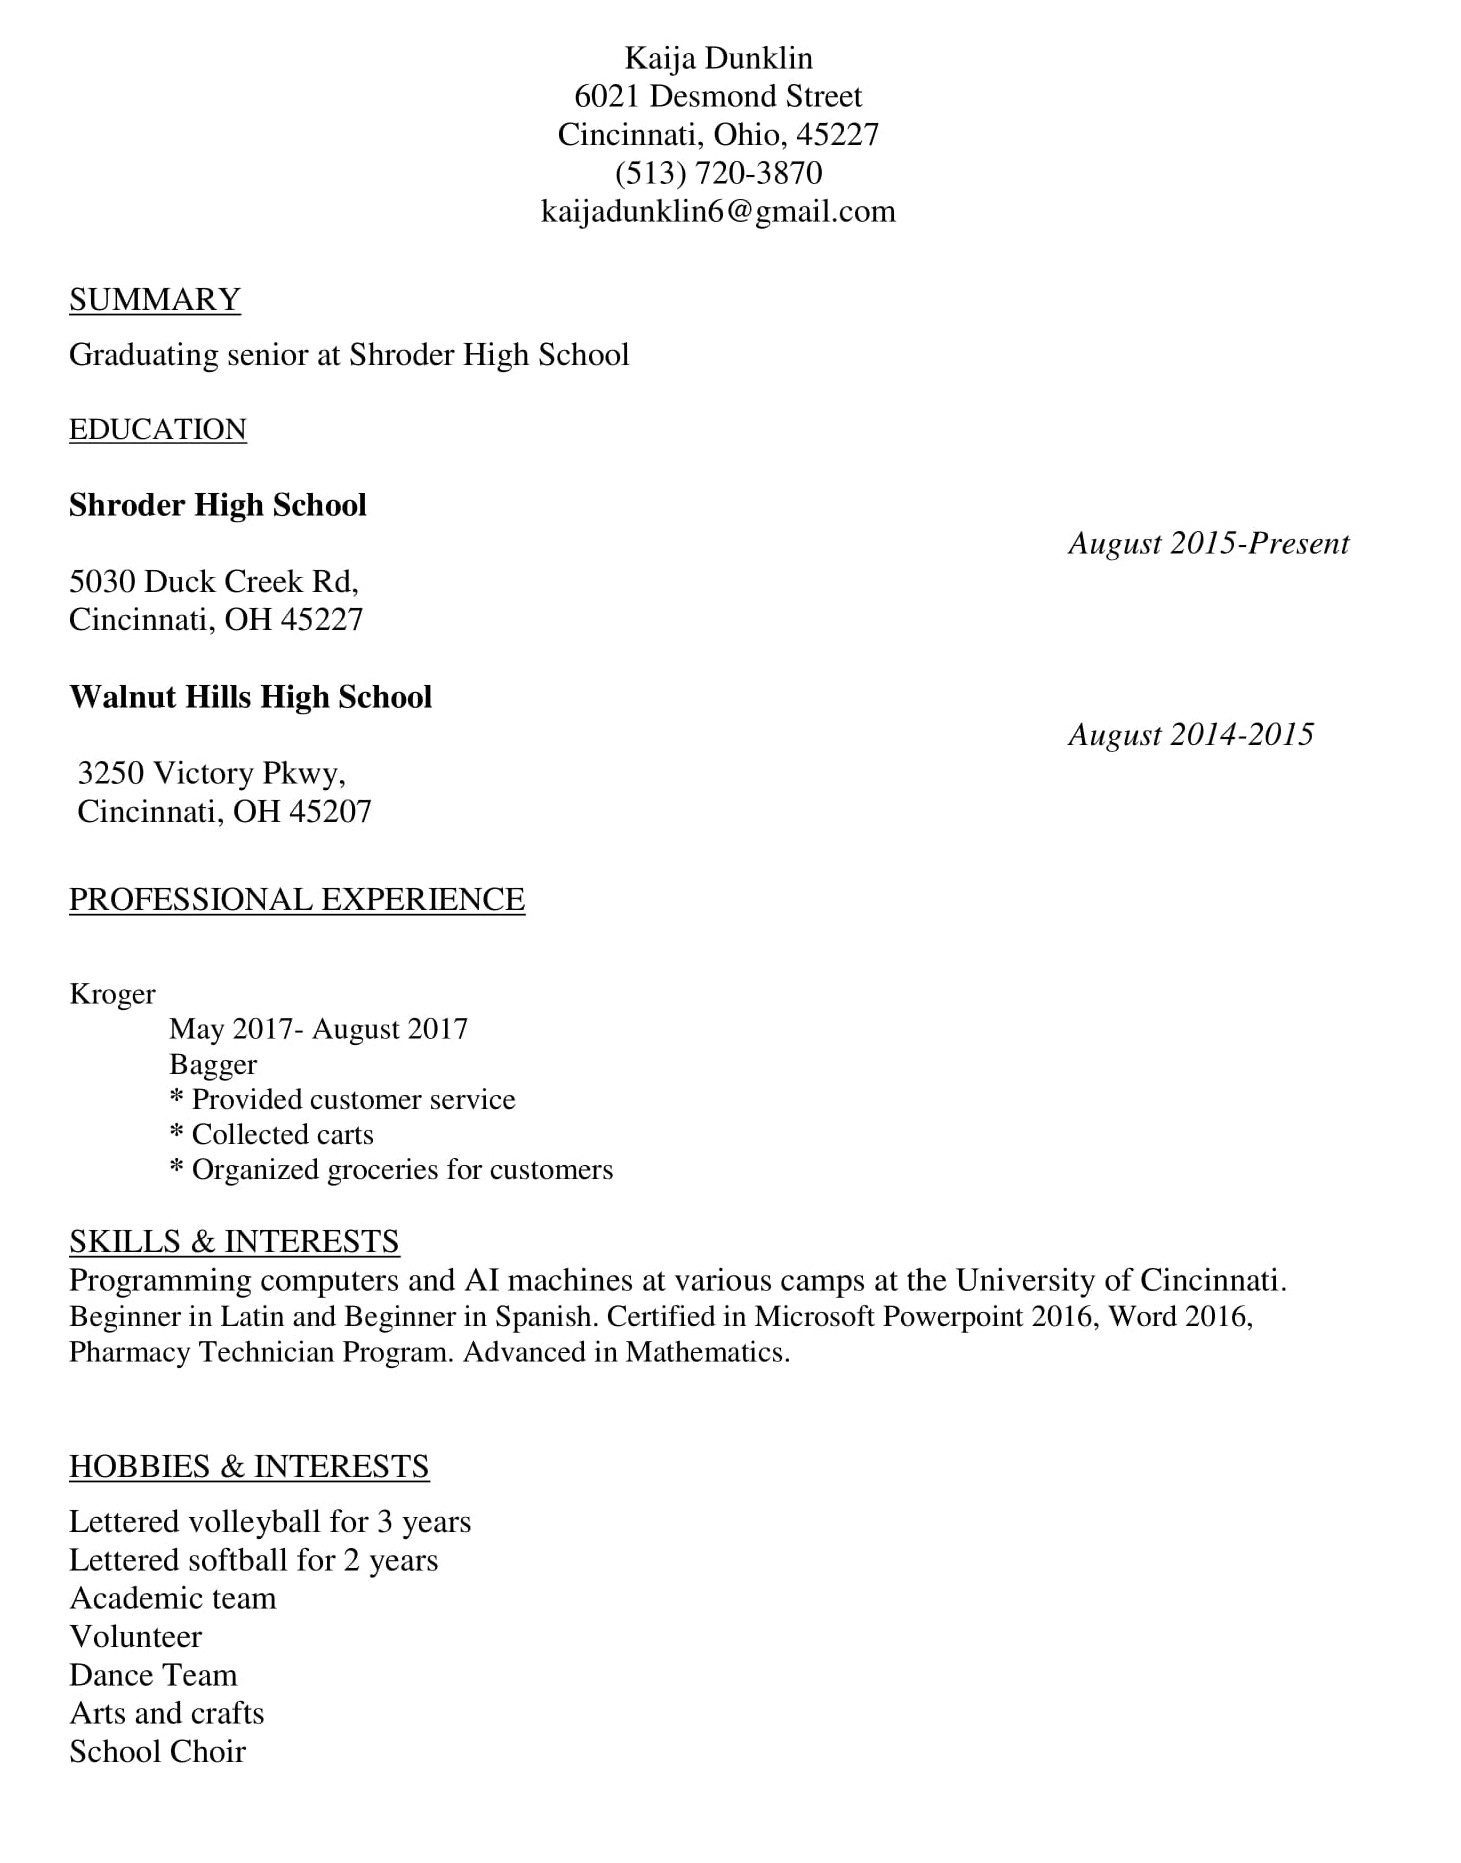 Kaija Dunklin
6021 Desmond Street
Cincinnati, Ohio, 45227
(513) 720-3870
kaijadunklin6@gmail.com
SUMMARY
Graduating senior at Shroder High School
EDUCATION
Shroder High School
August 2015-Present
5030 Duck Creek Rd,
Cincinnati, OH 45227
Walnut Hills High School
August 2014-2015
3250 Victory Pkwy,
Cincinnati, OH 45207
PROFESSIONAL EXPERIENCE
Kroger
May 2017- August 2017
Bagger
* Provided customer service
* Collected carts
* Organized groceries for customers
SKILLS & INTERESTS
Programming computers and AI machines at various camps at the University of Cincinnati.
Beginner in Latin and Beginner in Spanish. Certified in Microsoft Powerpoint 2016, Word 2016,
Pharmacy Technician Program. Advanced in Mathematics.
HOBBIES & INTERESTS
Lettered volleyball for 3 years
Lettered softball for 2 years
Academic team
Volunteer
Dance Team
Arts and crafts
School Choir